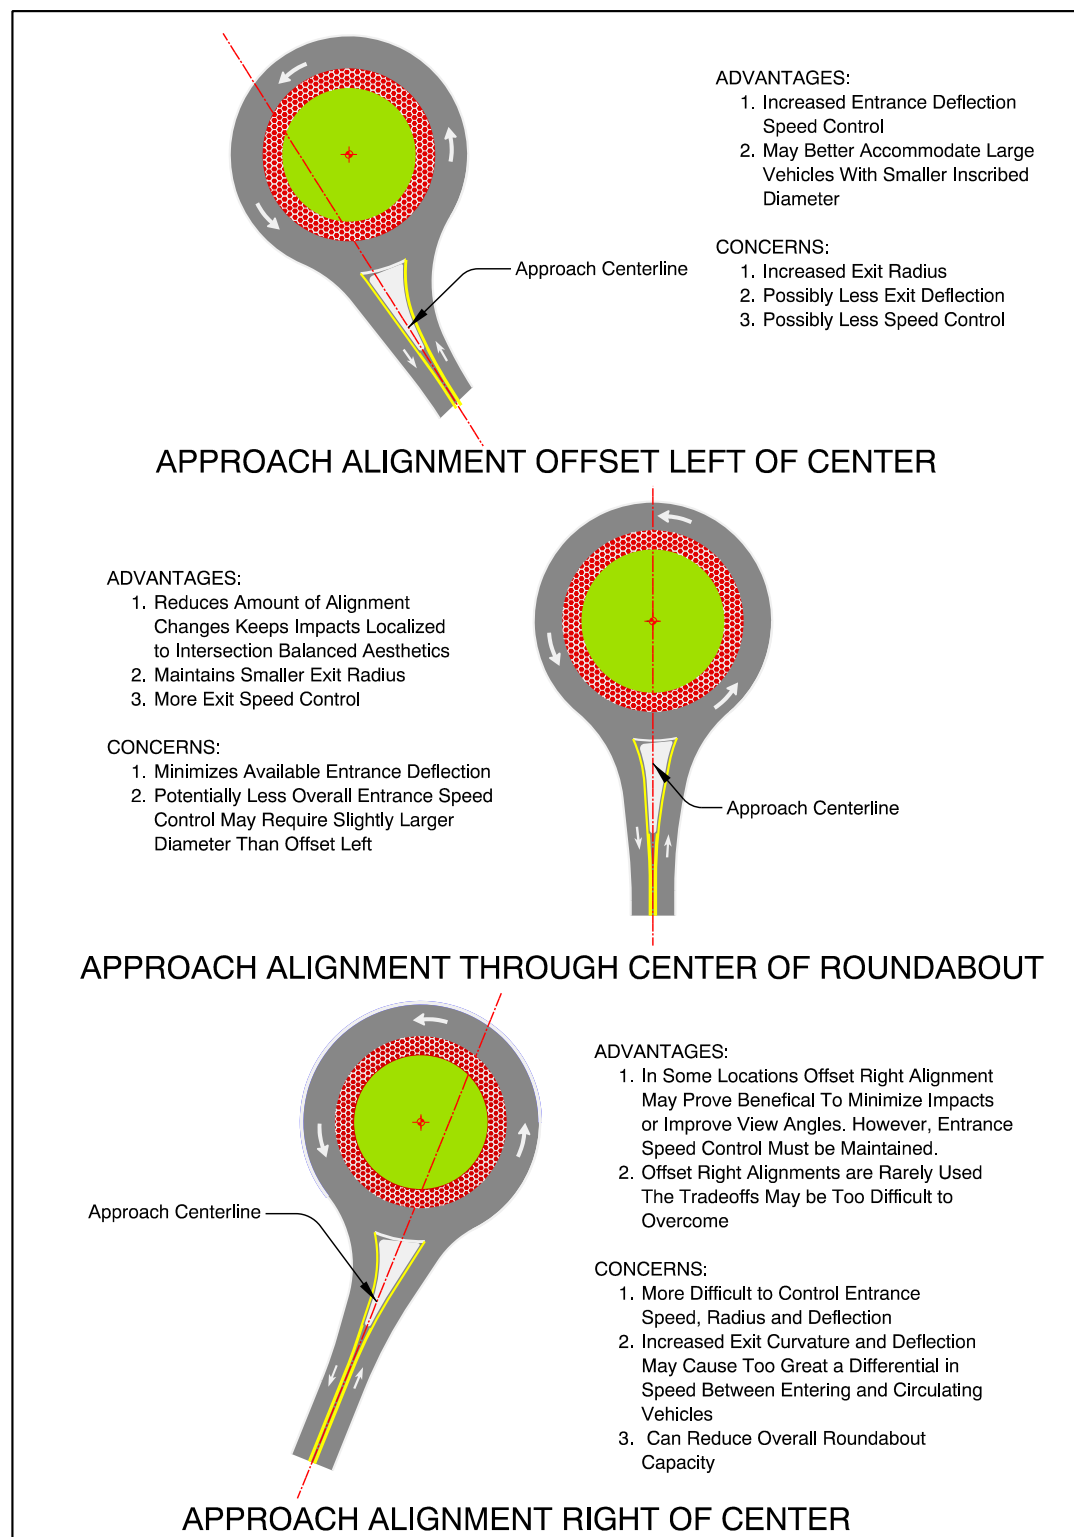 ADVANTAGES:
1. Increased Entrance Deflection
Speed Control
2. May Better Accommodate Large
Vehicles With Smaller Inscribed
Diameter
CONCERNS:
1. Increased Exit Radius
2. Possibly Less Exit Deflection
3. Possibly Less Speed Control
Approach Centerline
APPROACH ALIGNMENT OFFSET LEFT OF CENTER
ADVANTAGES:
1. Reduces Amount of Alignment
Changes Keeps Impacts Localized
to Intersection Balanced Aesthetics
2. Maintains Smaller Exit Radius
3. More Exit Speed Control
CONCERNS:
1. Minimizes Available Entrance Deflection
2. Potentially Less Overall Entrance Speed
Control May Require Slightly Larger
Diameter Than Offset Left
Approach Centerline
APPROACH ALIGNMENT THROUGH CENTER OF ROUNDABOUT
ADVANTAGES:
1. In Some Locations Offset Right Alignment
May Prove Benefical To Minimize Impacts
or Improve View Angles. However, Entrance
Speed Control Must be Maintained.
2. Offset Right Alignments are Rarely Used
The Tradeoffs May be Too Difficult to
Overcome
Approach Centerline
CONCERNS:
1. More Difficult to Control Entrance
Speed, Radius and Deflection
2. Increased Exit Curvature and Deflection
May Cause Too Great a Differential in
Speed Between Entering and Circulating
Vehicles
3. Can Reduce Overall Roundabout
Capacity
APPROACH ALIGNMENT RIGHT OF CENTER